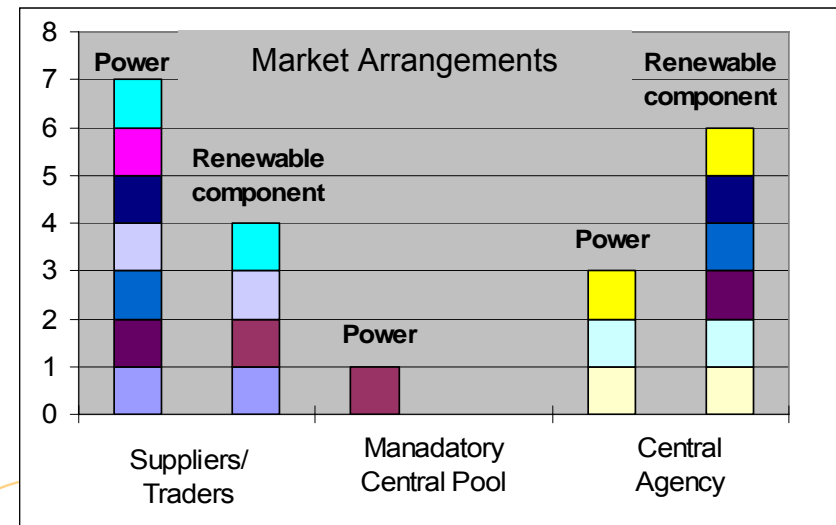 Market Arrangements
8
7
6
5
4
3
2
1
0
Power
Renewable
component
Power
Power
Renewable
component
Suppliers/
Traders
Manadatory
Central Pool
Central
Agency